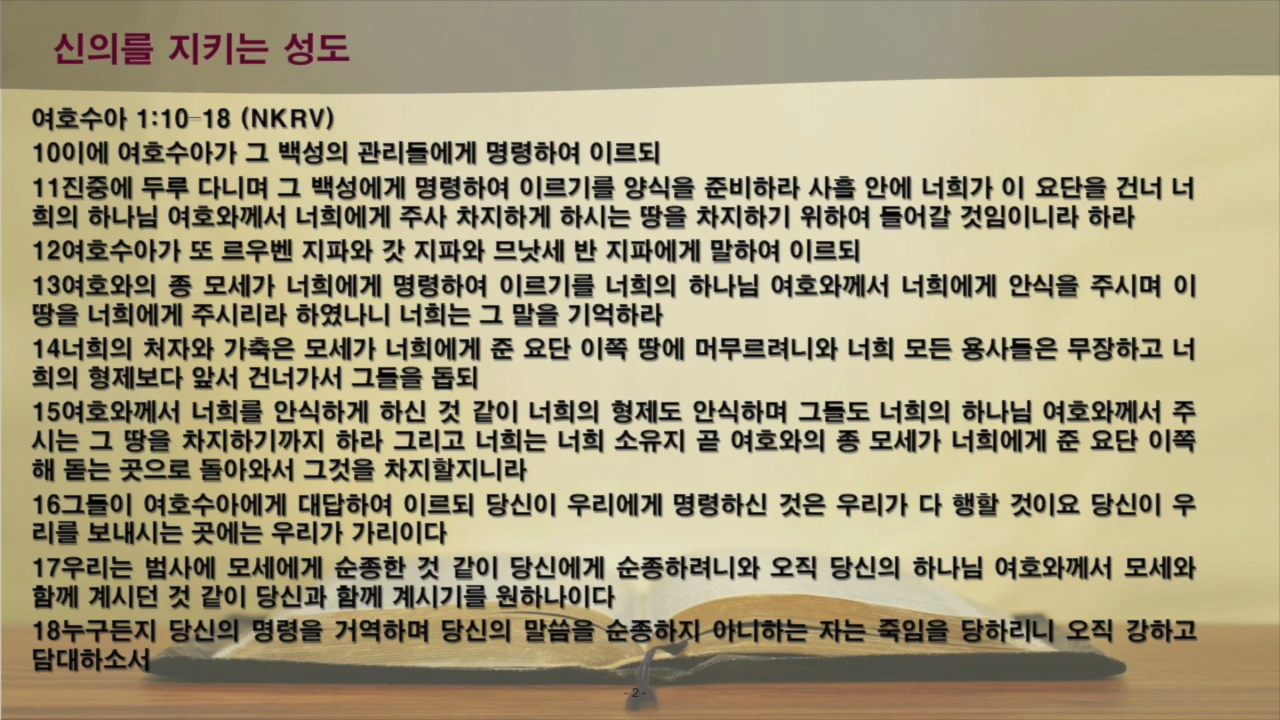 신의를 지키는 성도
여호수아 1:10-18 (NKRV)
10이에 여호수아가 그 백성의 관리들에게 명령하여 이르되
11진중에 두루 다니며 그 백성에게 명령하여 이르기를 양식을 준비하라 사흘 안에 너희가 이 요단을 건너 너
희의 하나님 여호와께서 너희에게 주사 차지하게 하시는 땅을 차지하기 위하여 들어갈 것임이니라 하라
12여호수아가 또 르우벤 지파와 갓 지파와 므낫세 반 지파에게 말하여 이르되
13여호와의 종 모세가 너희에게 명령하여 이르기를 너희의 하나님 여호와께서 너희에게 안식을 주시며 이
땅을 너희에게 주시리라 하였나니 너희는 그 말을 기억하라
14너희의 처자와 가축은 모세가 너희에게 준 요단 이쪽 땅에 머무르려니와 너희 모든 용사들은 무장하고 너
희의 형제보다 앞서 건너가서 그들을 돕되
15여호와께서 너희를 안식하게 하신 것 같이 너희의 형제도 안식하며 그들도 너희의 하나님 여호와께서 주
시는 그 땅을 차지하기까지 하라 그리고 너희는 너희 소유지 곧 여호와의 종 모세가 너희에게 준 요단 이쪽
해 돋는 곳으로 돌아와서 그것을 차지할지니라
16그들이 여호수아에게 대답하여 이르되 당신이 우리에게 명령하신 것은 우리가 다 행할 것이요 당신이 우
리를 보내시는 곳에는 우리가 가리이다
17우리는 범사에 모세에게 순종한 것 같이 당신에게 순종하려니와 오직 당신의 하나님 여호와께서 모세와
함께 계시던 것 같이 당신과 함께 계시기를 원하나이다
18누구든지 당신의 명령을 거역하며 당신의 말씀을 순종하지 아니하는 자는 죽임을 당하리니 오직 강하고
담대하소서
- 2 -